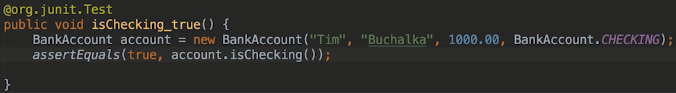 @org.junit.Test
public void isChecking_true() {
    BankAccount account = new BankAccount("Tim", "Buchalka", 1000.00, BankAccount.CHECKING);
    assertEquals(true, account.isChecking());
}